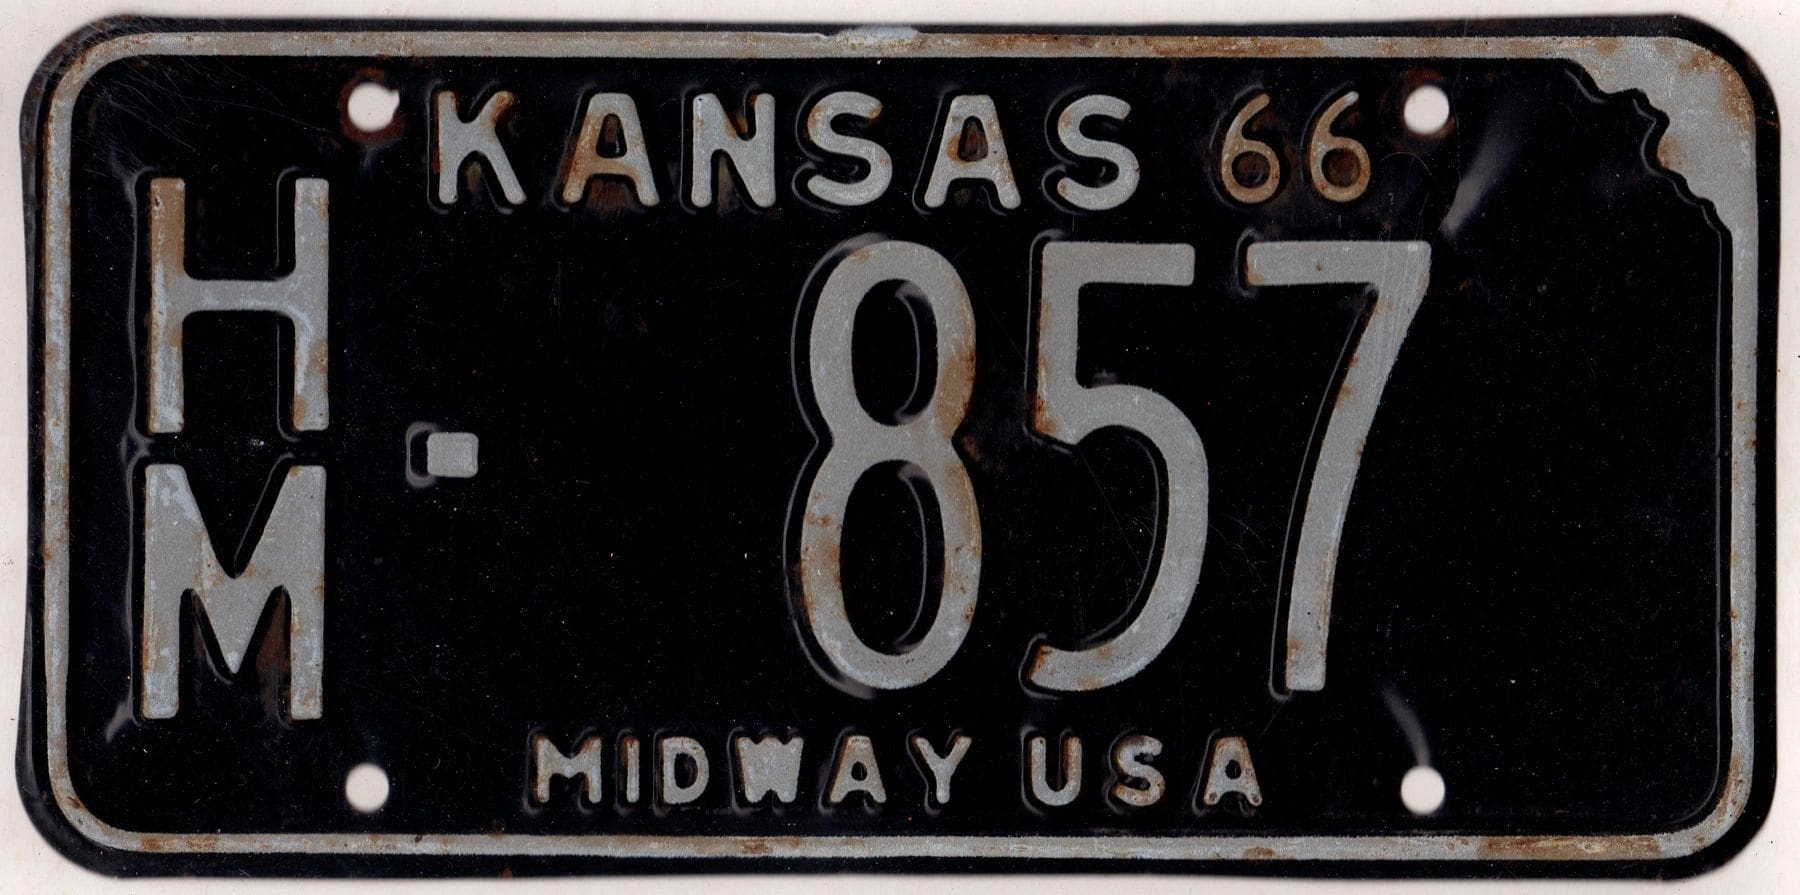 KANSAS 66
HM-857
MIDWAY USA